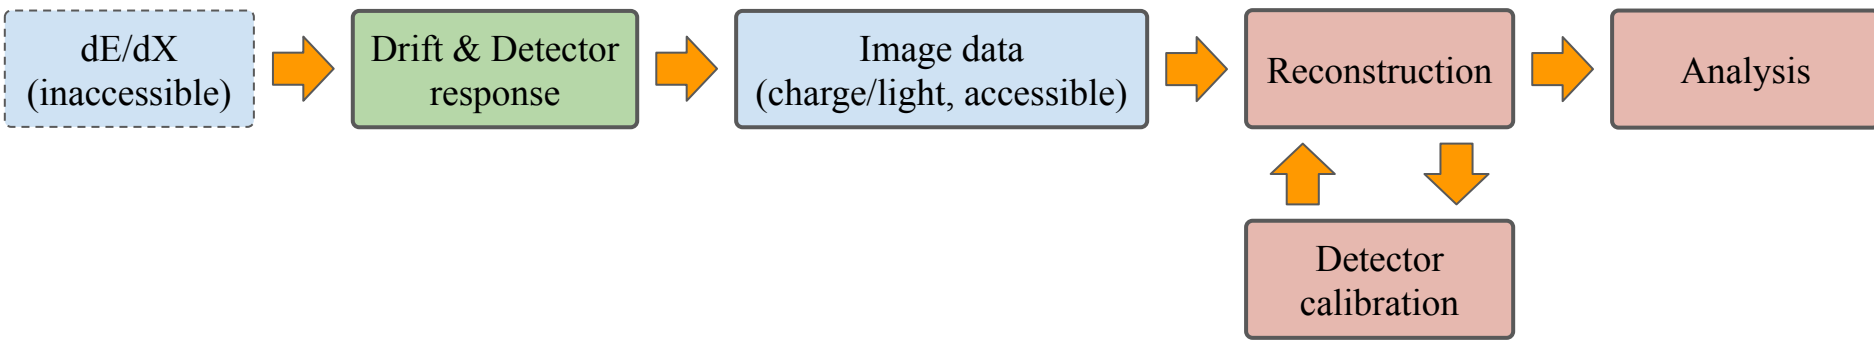 dE/dX
(inaccessible)
Drift & Detector
response
Image data
(charge/light, accessible)
Reconstruction
Analysis
Detector
calibration